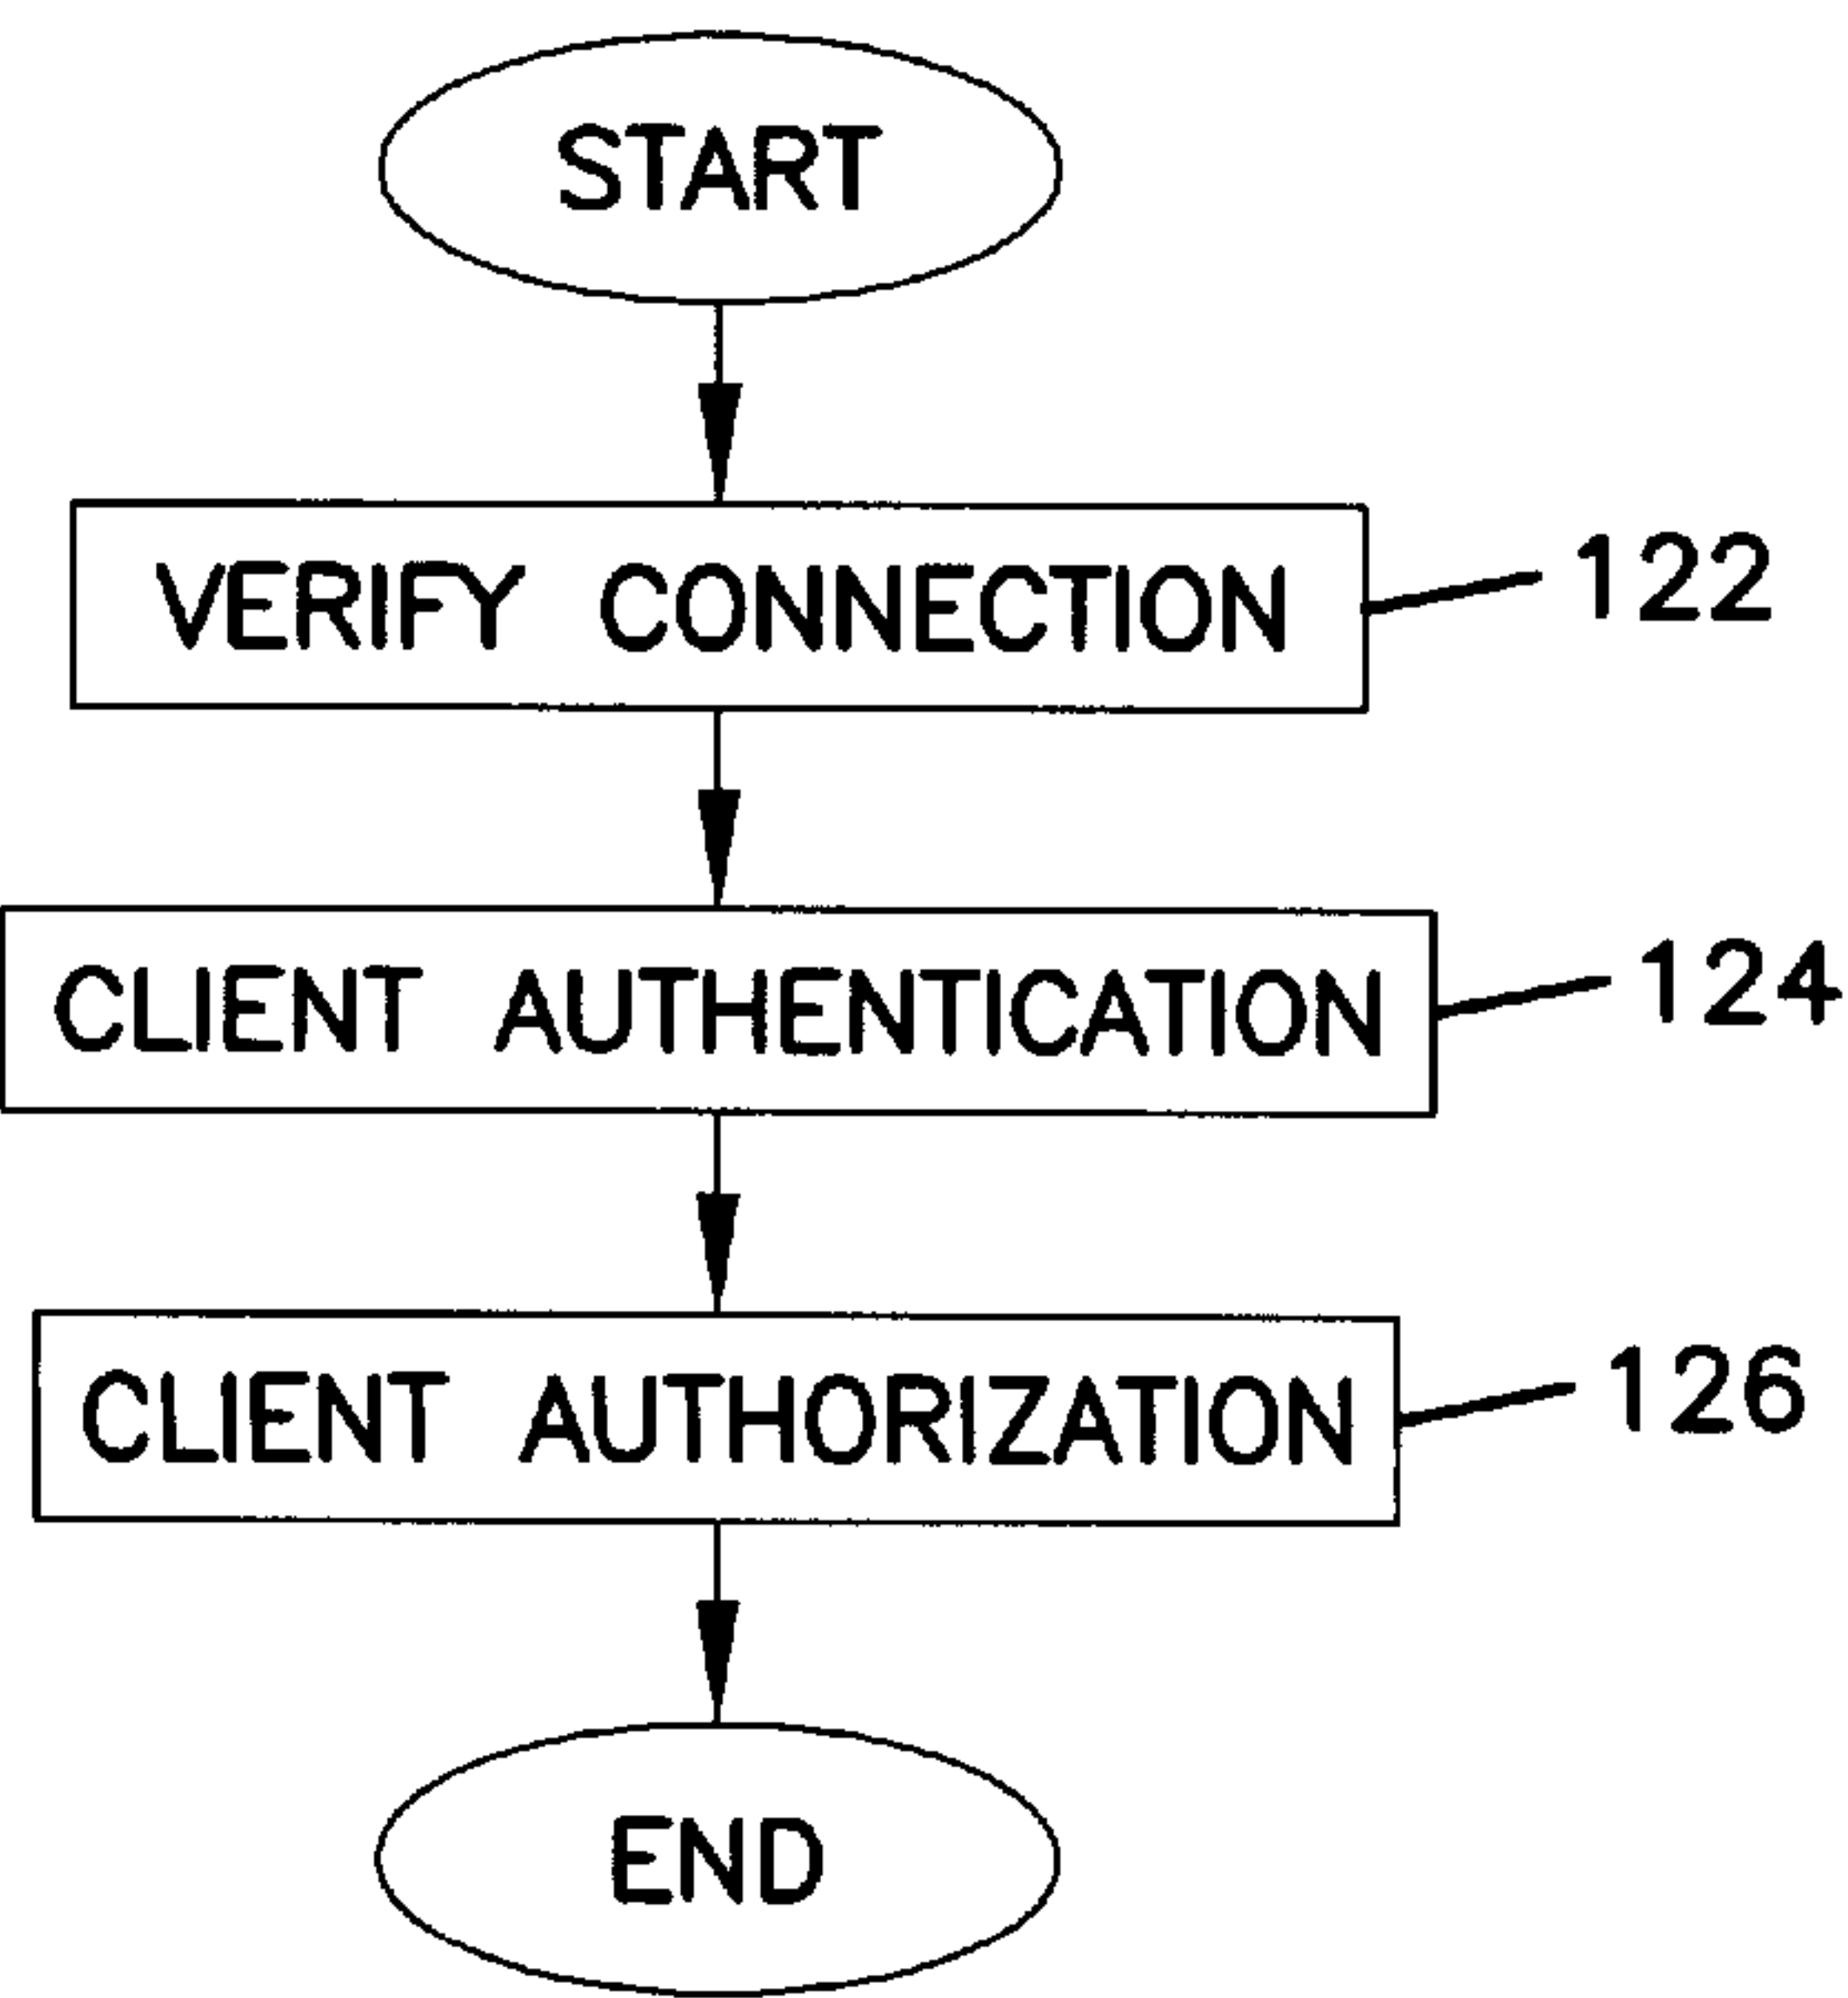 START
VERIFY CONNECTION
122
CLIENT AUTHENTICATION
124
CLIENT AUTHORIZATION
126
END